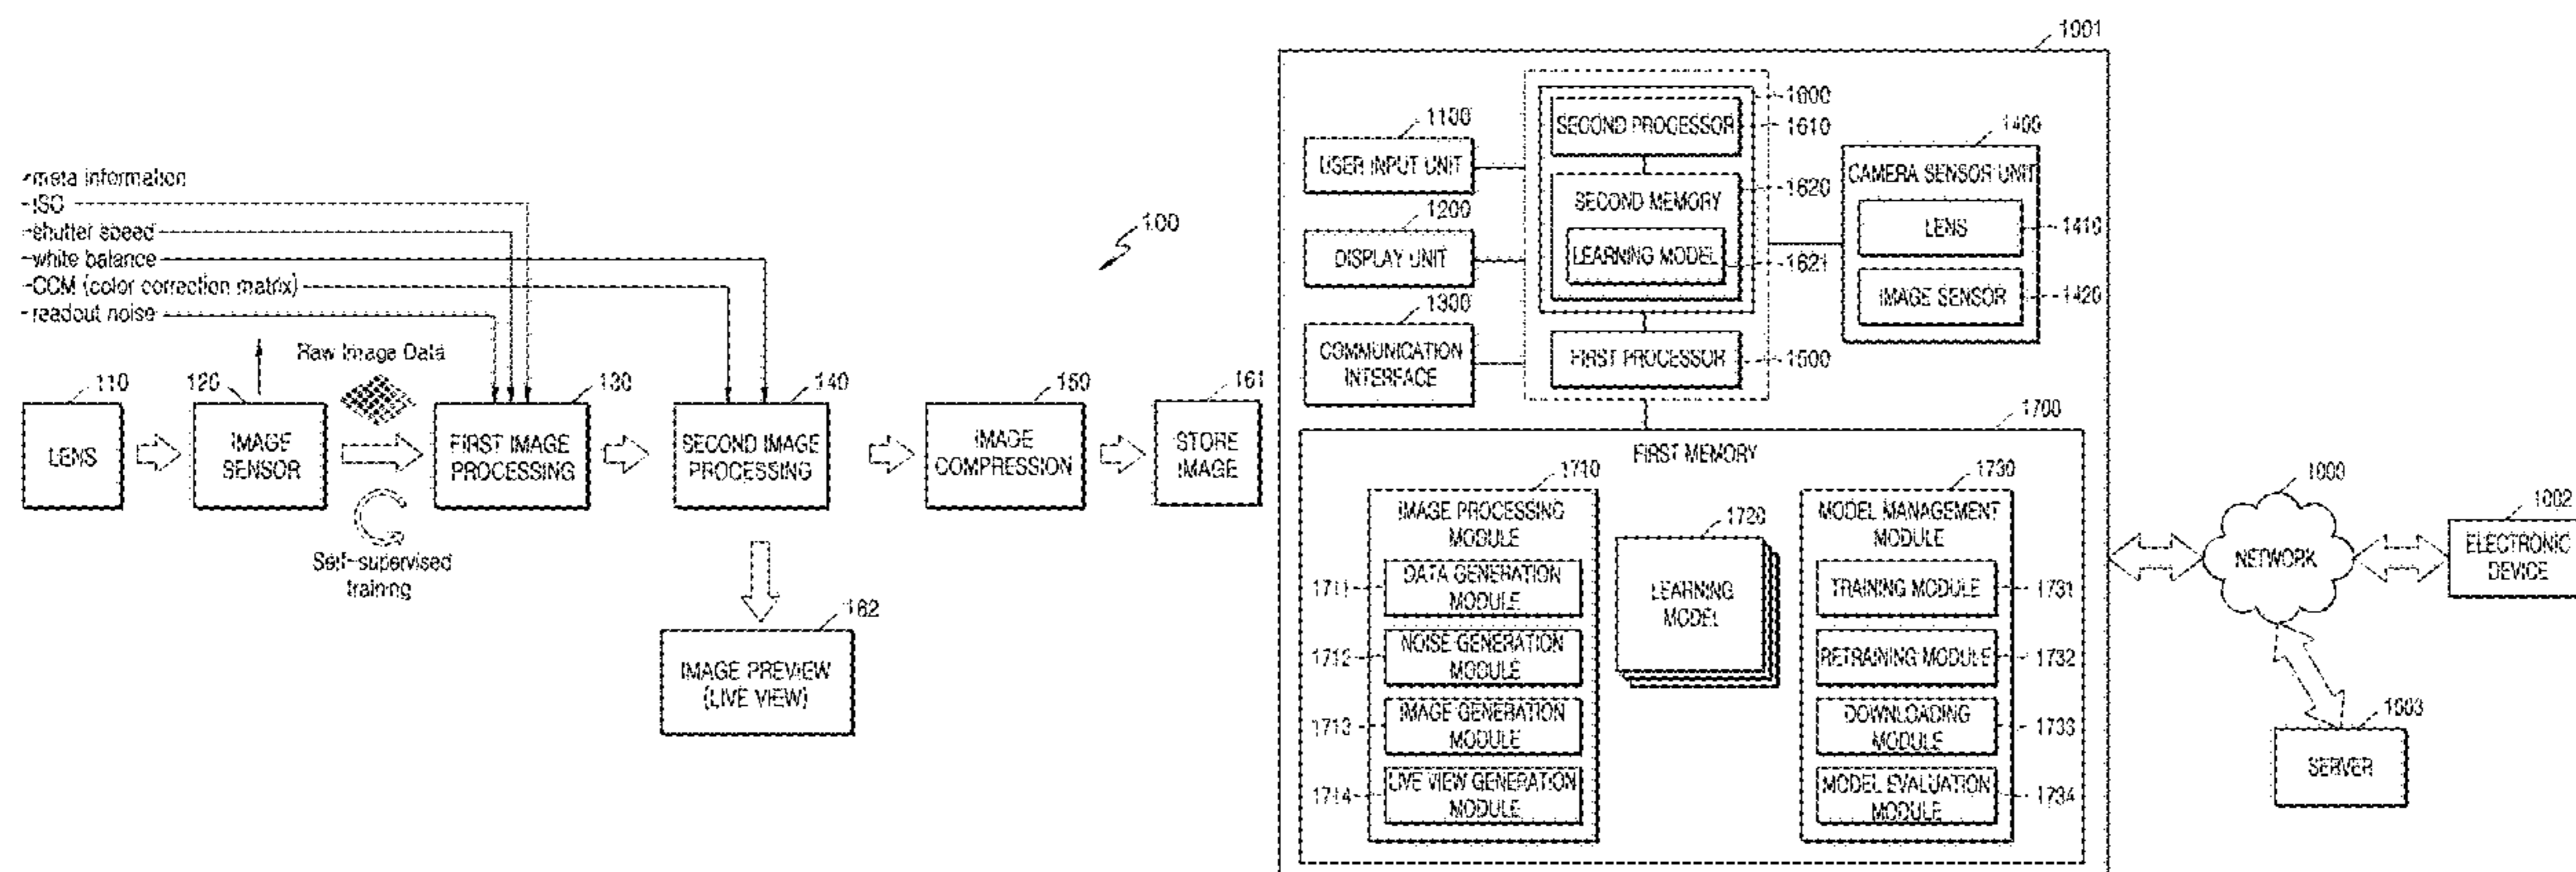 -meta information
-ISO
-shutter speed
-white balance
-CCM (color correction matrix)
-readout noise
Raw Image Data
100
110
LENS
120
IMAGE
SENSOR
Self-supervised
training
130
FIRST IMAGE
PROCESSING
140
SECOND IMAGE
PROCESSING
150
IMAGE
COMPRESSION
161
STORE
IMAGE
162
IMAGE PREVIEW
(LIVE VIEW)
1001
1100
USER INPUT UNIT
1200
DISPLAY UNIT
1300
COMMUNICATION
INTERFACE
1600
SECOND PROCESSOR
1610
SECOND MEMORY
1620
LEARNING MODEL
1621
FIRST PROCESSOR
1500
1400
CAMERA SENSOR UNIT
LENS
1410
IMAGE SENSOR
1420
1700
FIRST MEMORY
1710
IMAGE PROCESSING
MODULE
1711
DATA GENERATION
MODULE
1712
NOISE GENERATION
MODULE
1713
IMAGE GENERATION
MODULE
1714
LIVE VIEW GENERATION
MODULE
1720
LEARNING
MODEL
1730
MODEL MANAGEMENT
MODULE
TRAINING MODULE
1731
RETRAINING MODULE
1732
DOWNLOADING
MODULE
1733
MODEL EVALUATION
MODULE
1734
1000
NETWORK
1002
ELECTRONIC
DEVICE
1003
SERVER